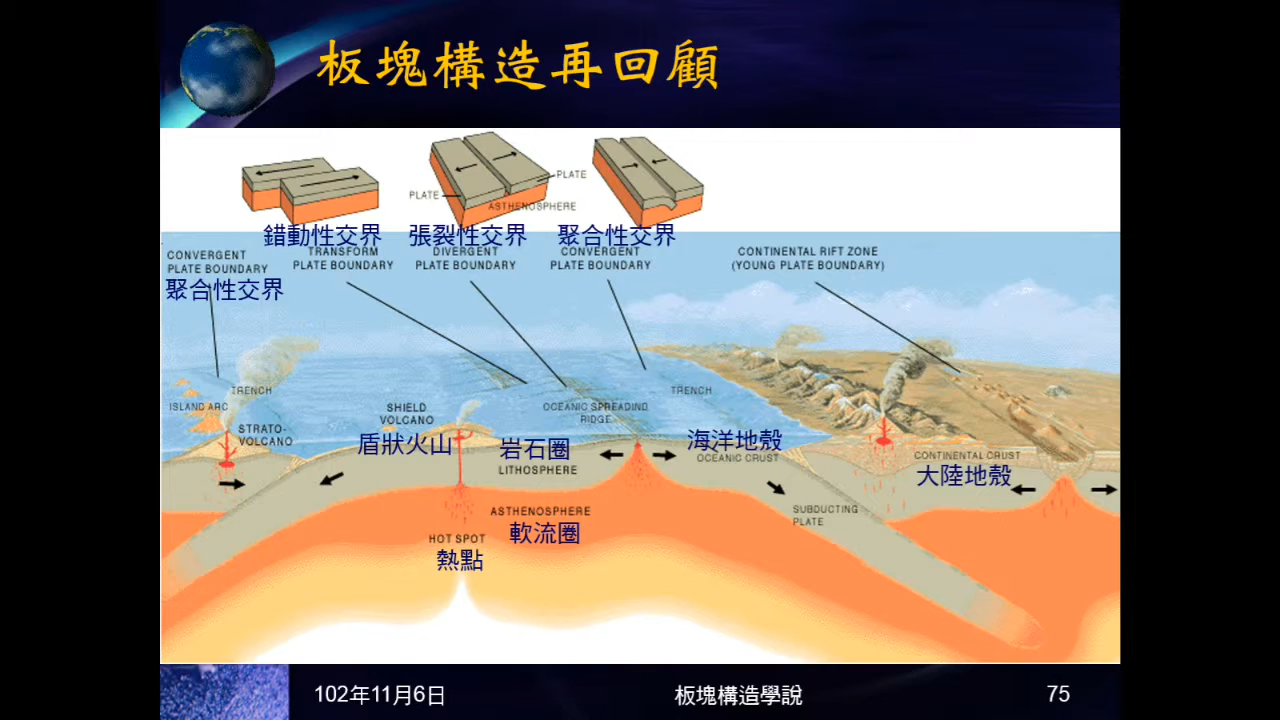 板塊構造再回顧
PLATE
PLATE
ASTHENOSPHERE
錯動性交界
張裂性交界
聚合性交界
CONVERGENT
PLATE BOUNDARY
聚合性交界
TRANSFORM
PLATE BOUNDARY
DIVERGENT
PLATE BOUNDARY
CONVERGENT
PLATE BOUNDARY
CONTINENTAL RIFT ZONE
(YOUNG PLATE BOUNDARY)
TRENCH
ISLAND ARC
STRATO-
VOLCANO
SHIELD
VOLCANO
盾狀火山
OCEANIC SPREADING
RIDGE
TRENCH
岩石圈
LITHOSPHERE
海洋地殼
OCEANIC CRUST
CONTINENTAL CRUST
大陸地殼
SUBDUCTING
PLATE
ASTHENOSPHERE
軟流圈
HOT SPOT
熱點
102年11月6日
板塊構造學說
75